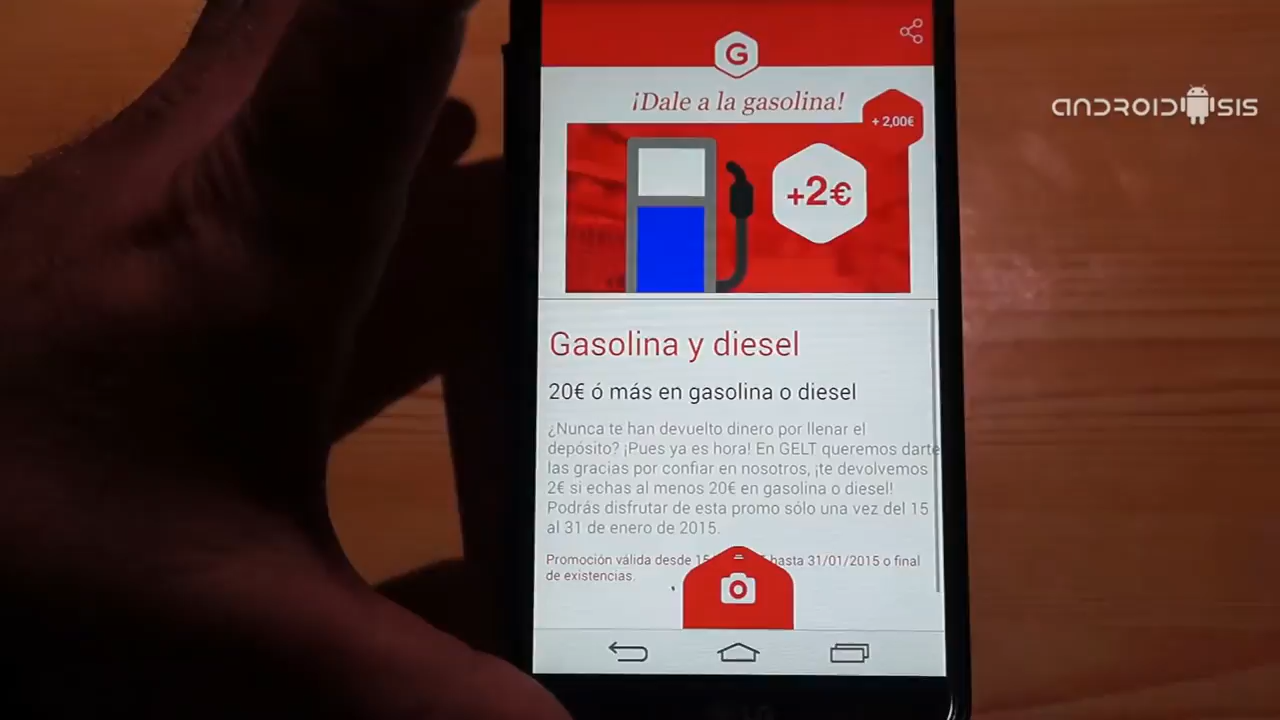 G
ANDROIDSIS
¡Dale a la gasolina!
+ 2,00€
+2€
Gasolina y diesel
20€ ó más en gasolina o diesel
¿Nunca te han devuelto dinero por llenar el
depósito? ¡Pues ya es hora! En GELT queremos darte
las gracias por confiar en nosotros, ¡te devolvemos
2€ si echas al menos 20€ en gasolina o diesel!
Podrás disfrutar de esta promo sólo una vez del 15
al 31 de enero de 2015.
Promoción válida desde 15 hasta 31/01/2015 o final
de existencias.